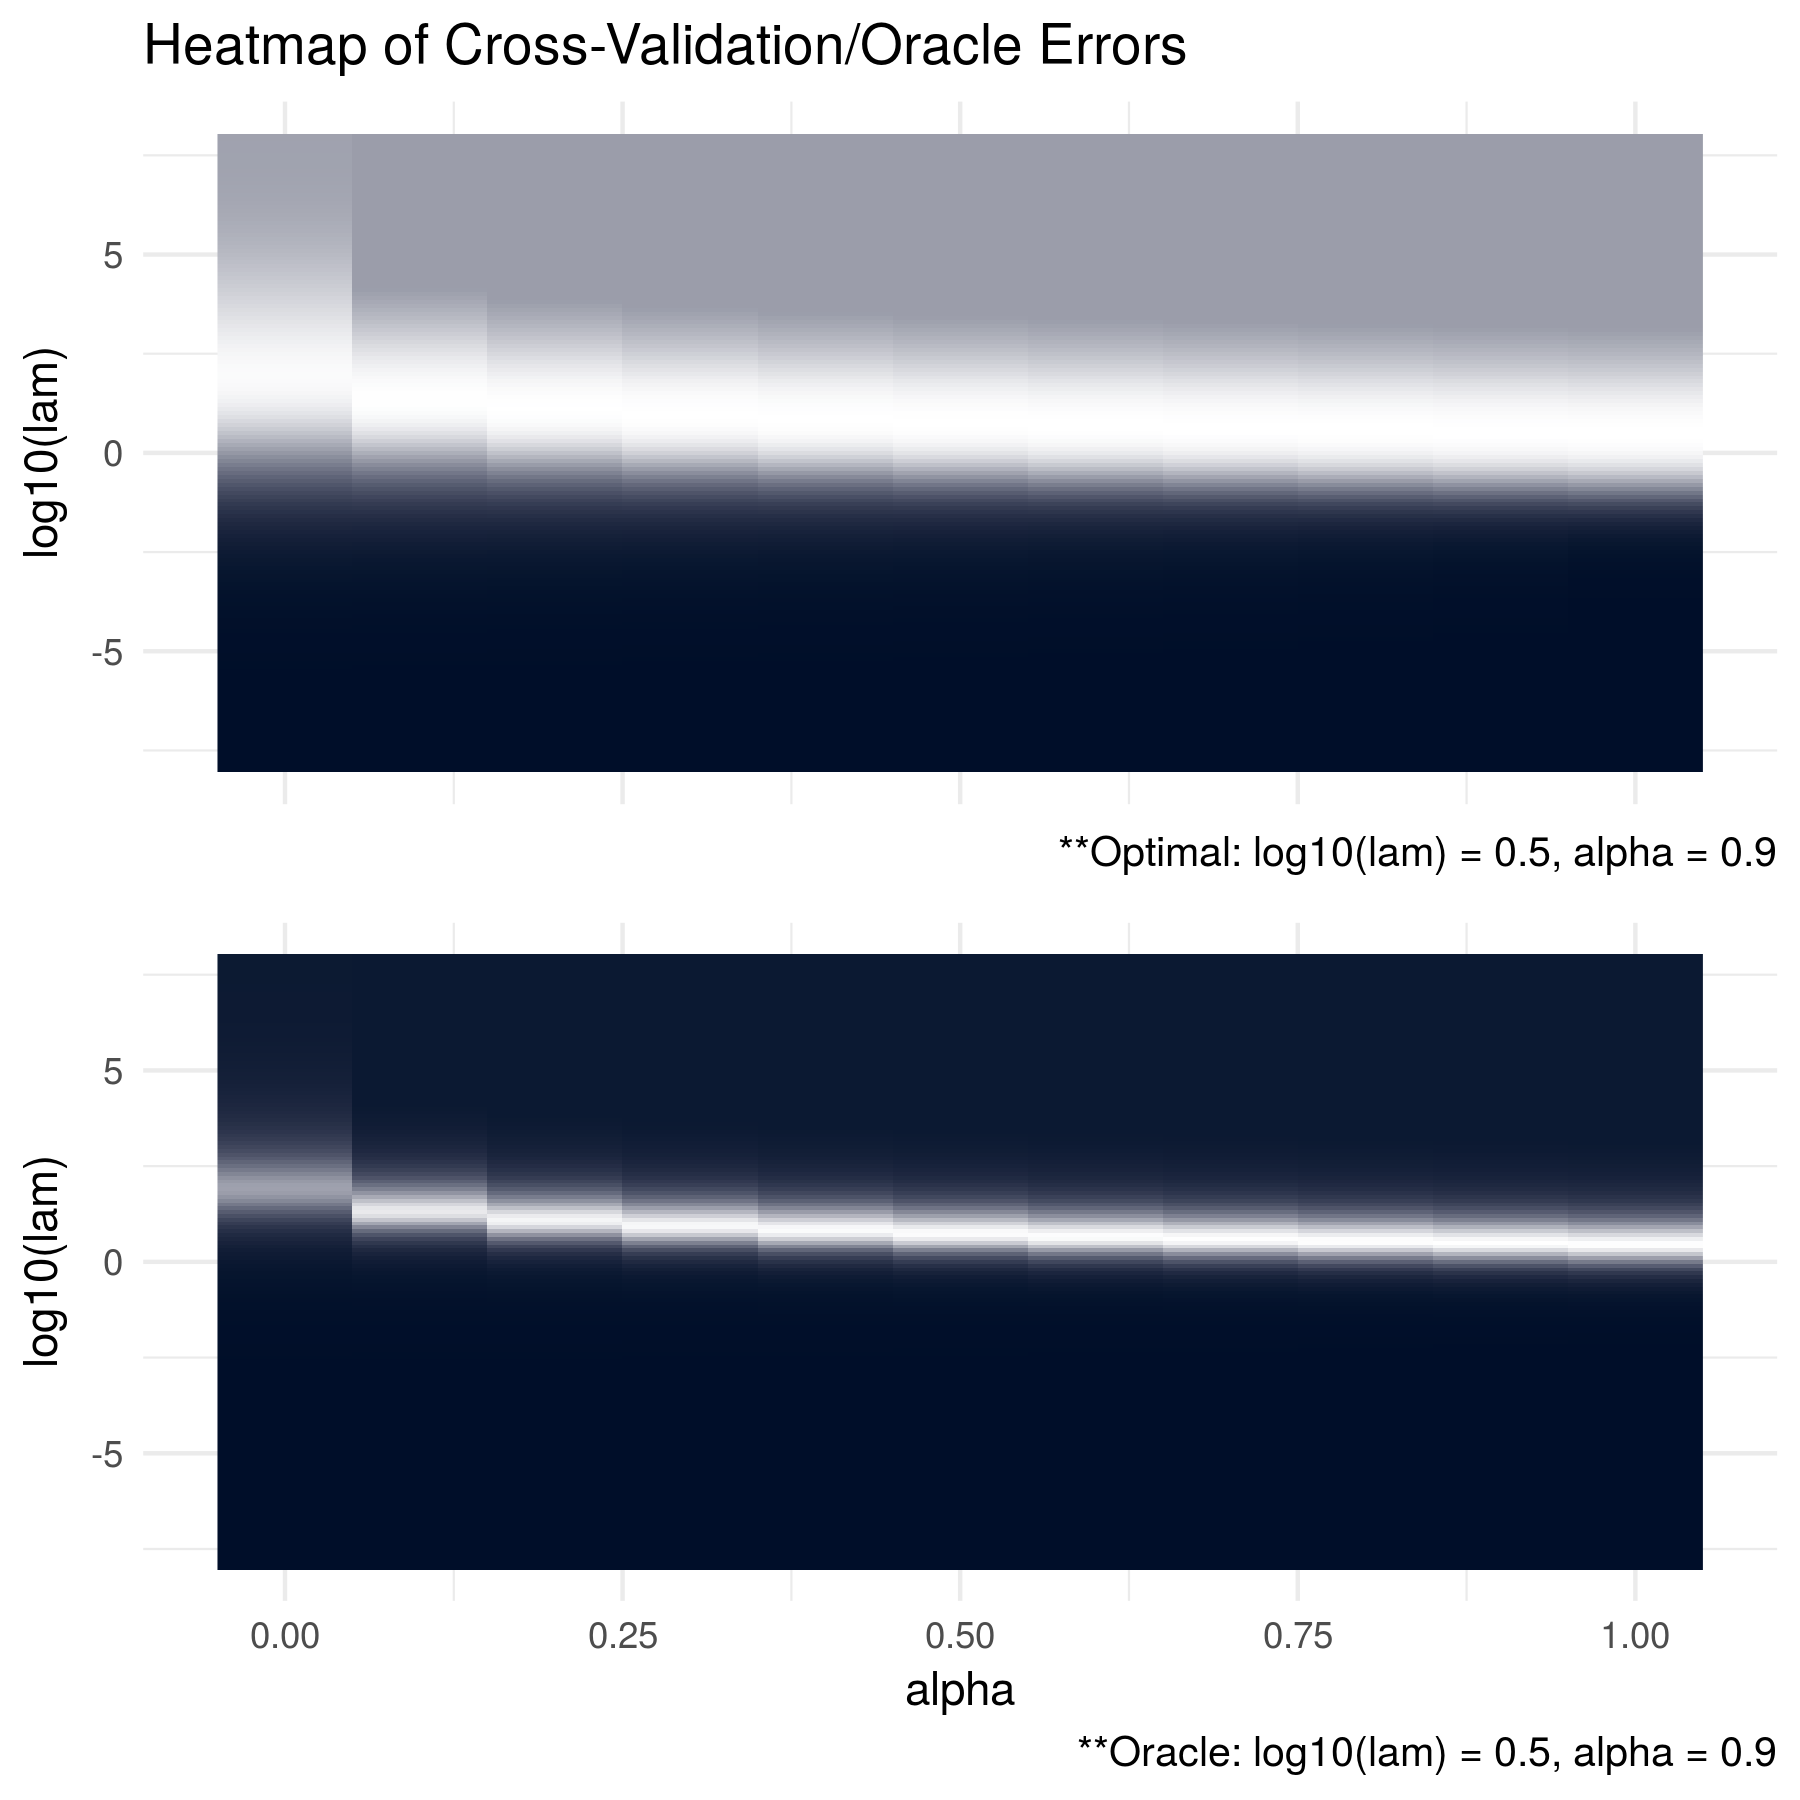 Heatmap of Cross-Validation/Oracle Errors
log10(lam)
5
0
-5
**Optimal: log10(lam) = 0.5, alpha = 0.9
log10(lam)
5
0
-5
0.00 0.25 0.50 0.75 1.00
alpha
**Oracle: log10(lam) = 0.5, alpha = 0.9